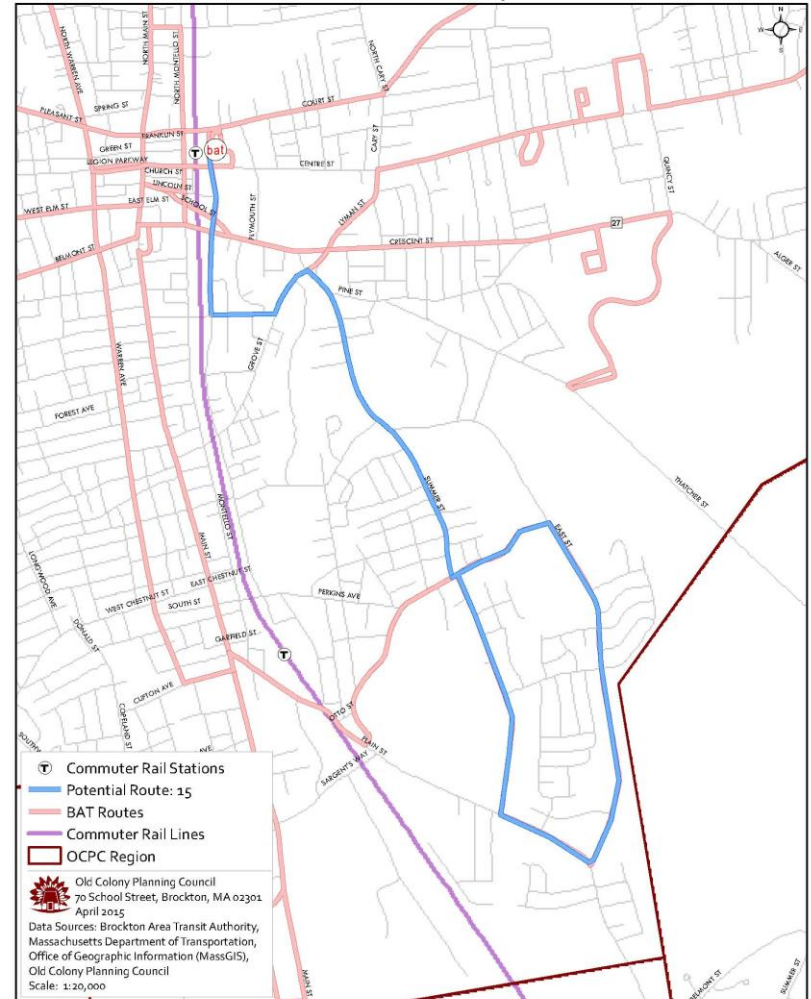 N
W
E
S
NORTH WARREN AVE
NORTH MAIN ST
NORTH MONTELLO ST
NORTH CARY ST
SPRING ST
PLEASANT ST
COURT ST
FRANKLIN ST
GREEN ST
T
bat
LEGION PARKWAY
CENTRE ST
CARY ST
CHURCH ST
LINCOLN ST
QUINCY ST
EAST ELM ST
SCHOOL ST
WEST ELM ST
PLYMOUTH ST
LYMAN ST
27
BELMONT ST
CRESCENT ST
ALGER ST
PINE ST
GROVE ST
WARREN AVE
FOREST AVE
SUMMER ST
THATCHER ST
MONTELLO ST
MAIN ST
EAST ST
LONGWOOD AVE
EAST CHESTNUT ST
WEST CHESTNUT ST
PERKINS AVE
SOUTH ST
DONALD ST
GARFIELD ST
T
CLIFTON AVE
COPELAND ST
OTTO ST
PLAIN ST
SARGENT'S WAY
AVE
T Commuter Rail Stations
Potential Route: 15
BAT Routes
Commuter Rail Lines
OCPC Region
Old Colony Planning Council
70 School Street, Brockton, MA 02301
April 2015
Data Sources: Brockton Area Transit Authority,
Massachusetts Department of Transportation,
Office of Geographic Information (MassGIS),
Old Colony Planning Council
Scale: 1:20,000
MAIN ST
BELMONT ST
SUMMER ST